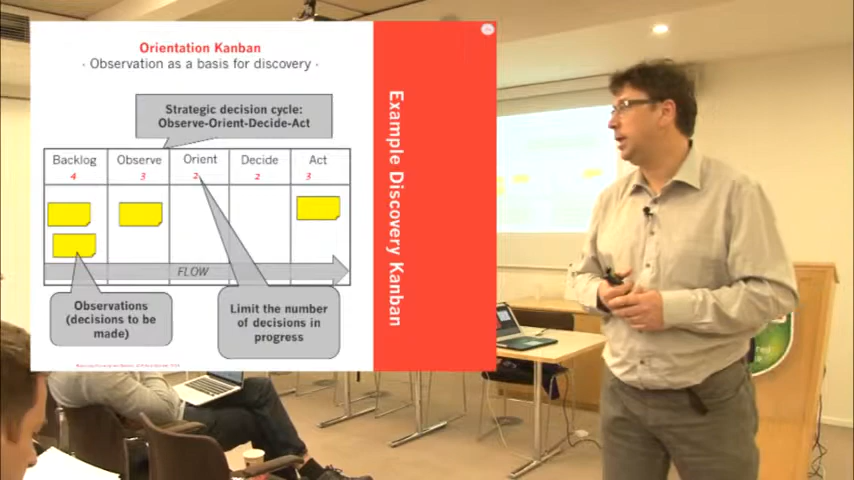 Orientation Kanban
· Observation as a basis for discovery ·
Strategic decision cycle:
Observe-Orient-Decide-Act
Backlog Observe Orient Decide Act
4 3 2 2 3
FLOW
Observations
(decisions to be
made)
Limit the number
of decisions in
progress
Example Discovery Kanban